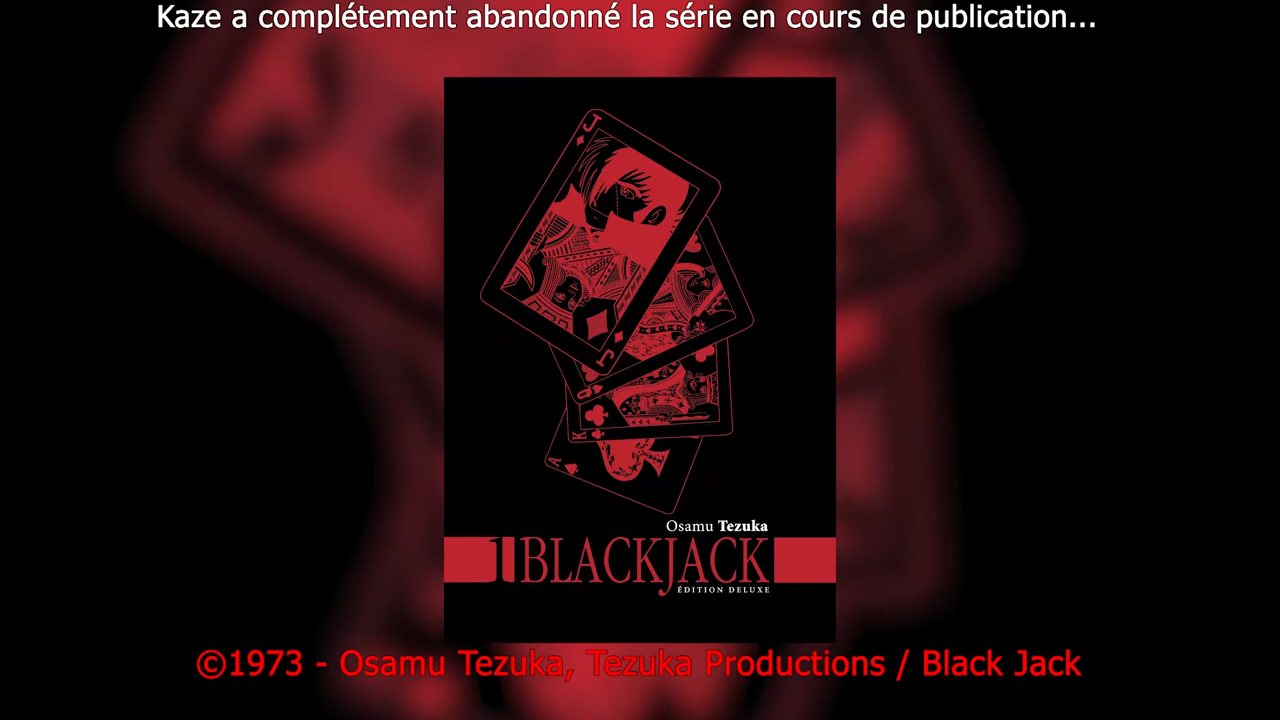 Kaze a complétement abandonné la série en cours de publication...
J
J
Q
K
A
Osamu Tezuka
1 BLACKJACK
ÉDITION DELUXE
©1973 - Osamu Tezuka, Tezuka Productions / Black Jack